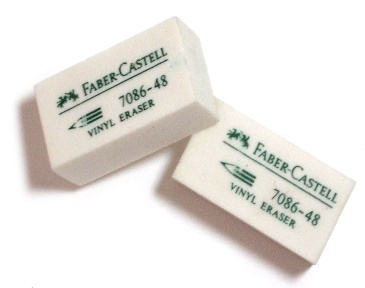 FABER-CASTELL
7086-48
VINYL ERASER
FABER-CASTELL
7086-48
VINYL ERASER